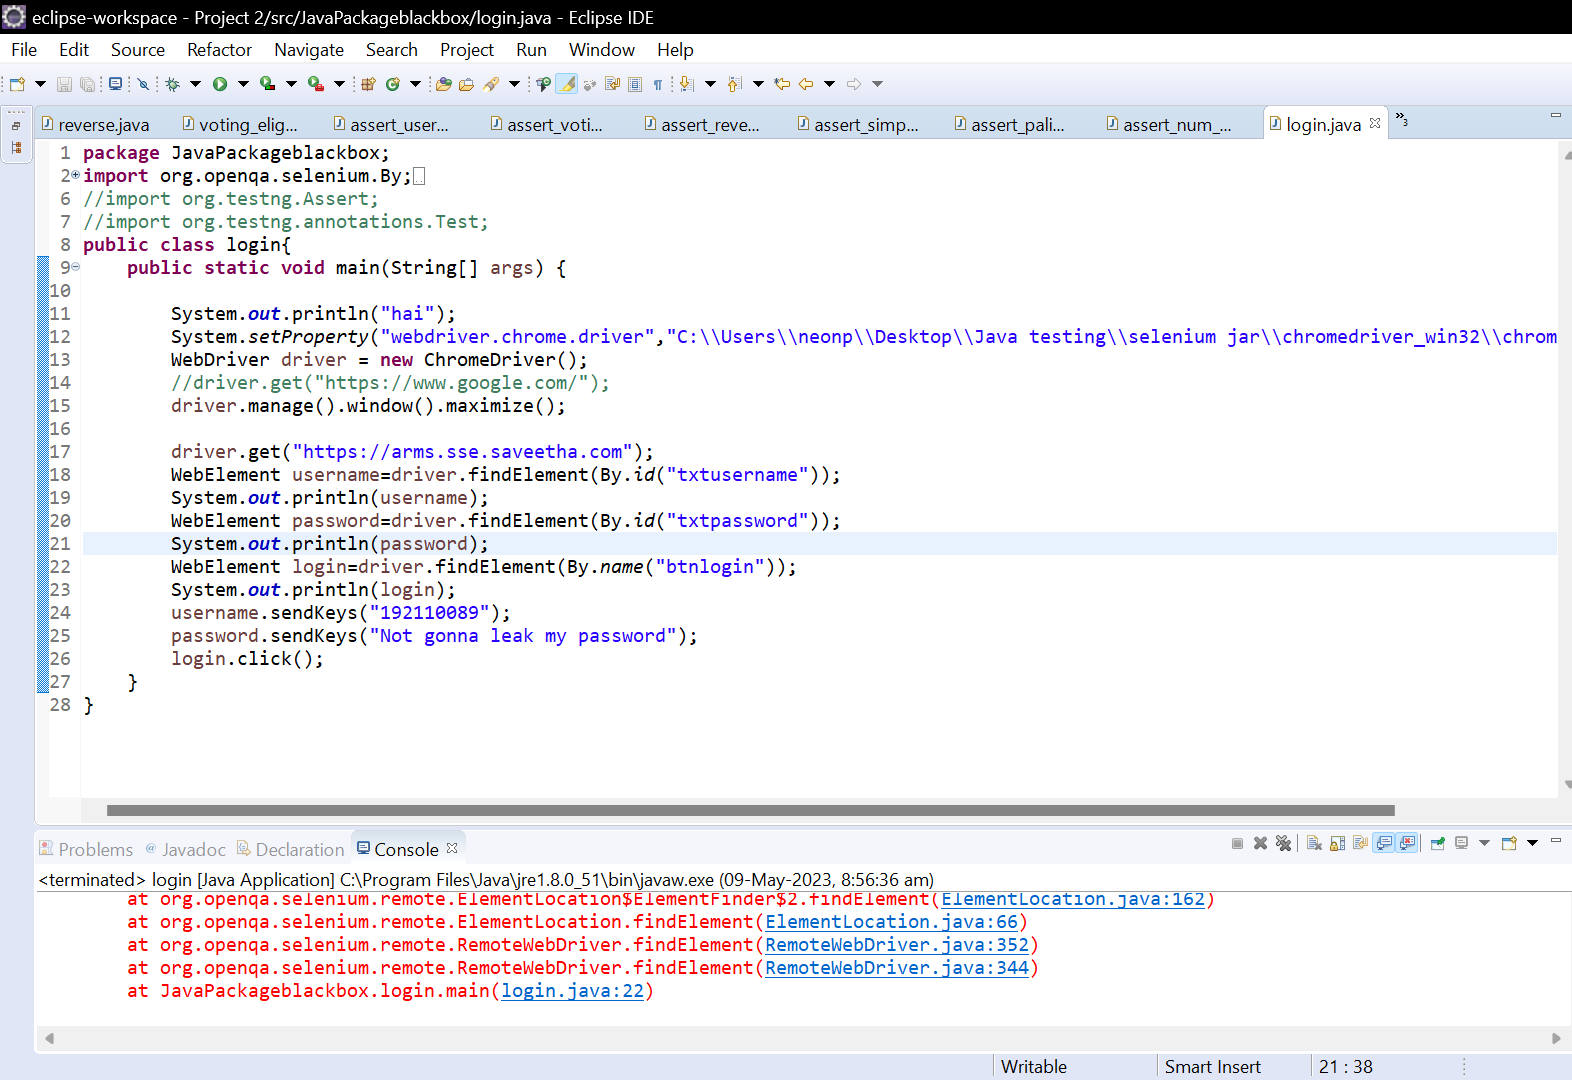 eclipse-workspace - Project 2/src/JavaPackageblackbox/login.java - Eclipse IDE
File Edit Source Refactor Navigate Search Project Run Window Help
reverse.java voting_elig... assert_user... assert_voti... assert_reve... assert_simp... assert_pali... assert_num_... login.java »3
1 package JavaPackageblackbox;
2 import org.openqa.selenium.By;
6 //import org.testng.Assert;
7 //import org.testng.annotations.Test;
8 public class login{
9     public static void main(String[] args) {
10
11         System.out.println("hai");
12         System.setProperty("webdriver.chrome.driver","C:\\Users\\neonp\\Desktop\\Java testing\\selenium jar\\chromedriver_win32\\chrom
13         WebDriver driver = new ChromeDriver();
14         //driver.get("https://www.google.com/");
15         driver.manage().window().maximize();
16
17         driver.get("https://arms.sse.saveetha.com");
18         WebElement username=driver.findElement(By.id("txtusername"));
19         System.out.println(username);
20         WebElement password=driver.findElement(By.id("txtpassword"));
21         System.out.println(password);
22         WebElement login=driver.findElement(By.name("btnlogin"));
23         System.out.println(login);
24         username.sendKeys("192110089");
25         password.sendKeys("Not gonna leak my password");
26         login.click();
27     }
28 }
Problems @ Javadoc Declaration Console
<terminated> login [Java Application] C:\Program Files\Java\jre1.8.0_51\bin\javaw.exe (09-May-2023, 8:56:36 am)
at org.openqa.selenium.remote.ElementLocation$ElementFinder$2.findElement(ElementLocation.java:162)
at org.openqa.selenium.remote.ElementLocation.findElement(ElementLocation.java:66)
at org.openqa.selenium.remote.RemoteWebDriver.findElement(RemoteWebDriver.java:352)
at org.openqa.selenium.remote.RemoteWebDriver.findElement(RemoteWebDriver.java:344)
at JavaPackageblackbox.login.main(login.java:22)
Writable Smart Insert 21 : 38